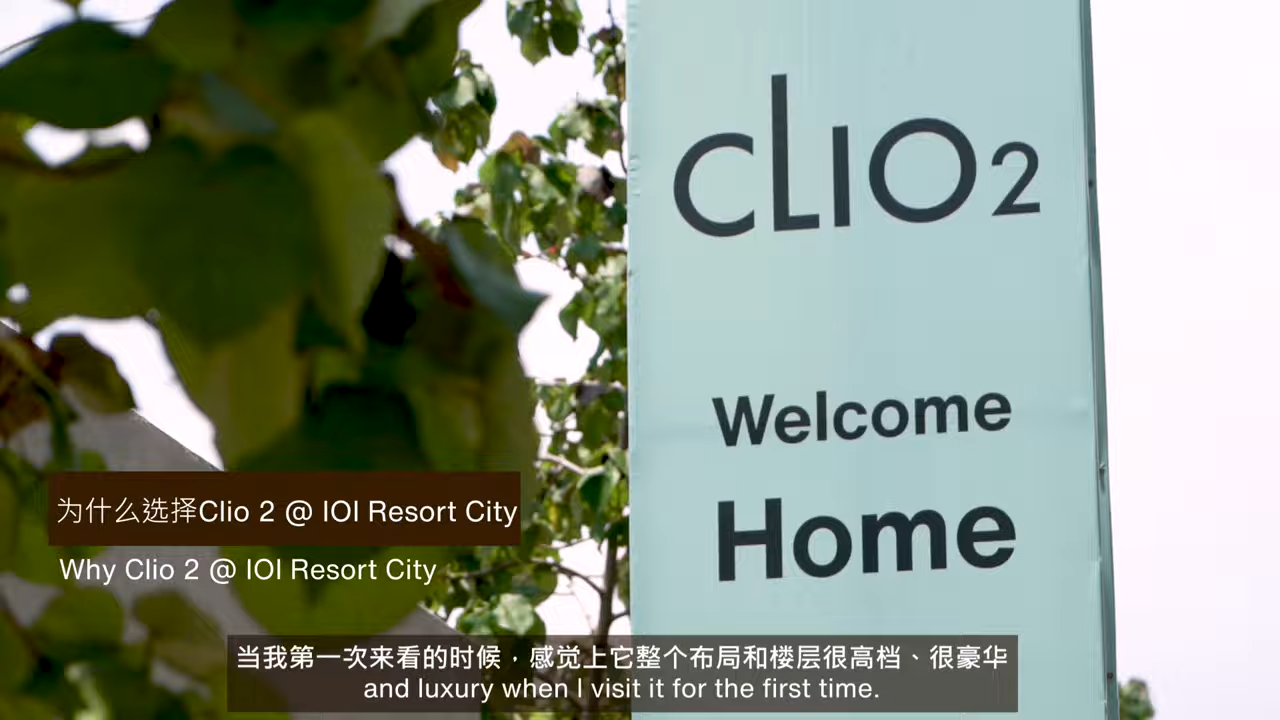 CLIO2
Welcome
Home
为什么选择Clio 2 @ IOI Resort City
Why Clio 2 @ IOI Resort City
当我第一次来看的时候，感觉上它整个布局和楼层很高档、很豪华
and luxury when I visit it for the first time.